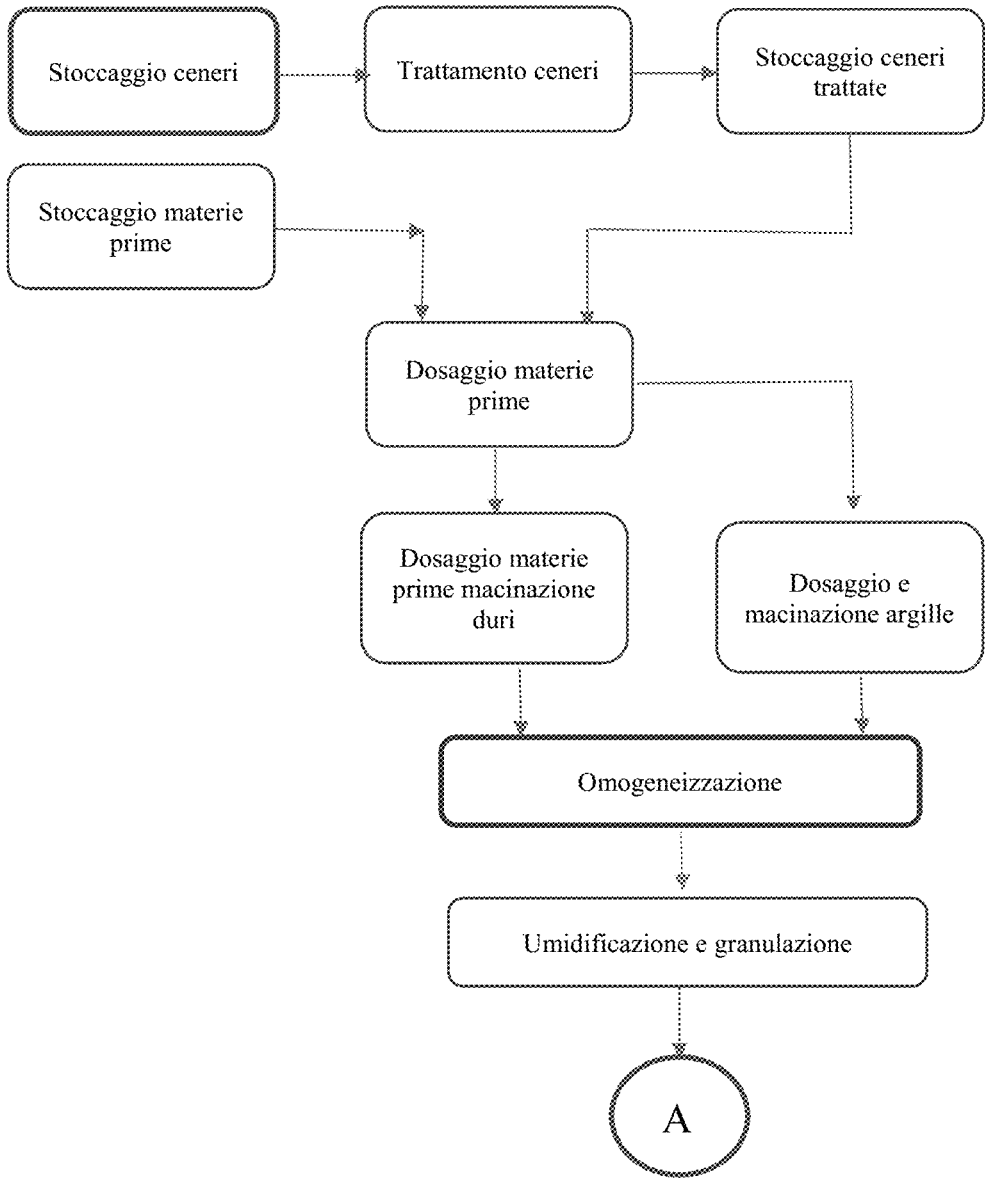 Stoccaggio ceneri
Trattamento ceneri
Stoccaggio ceneri
trattate
Stoccaggio materie
prime
Dosaggio materie
prime
Dosaggio materie
prime macinazione
duri
Dosaggio e
macinazione argille
Omogeneizzazione
Umidificazione e granulazione
A